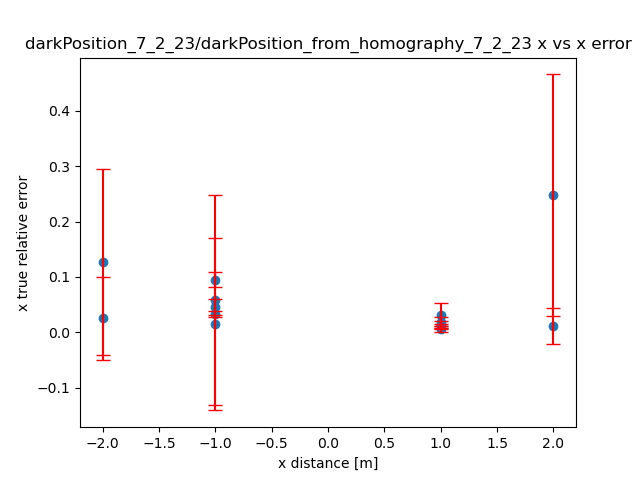 darkPosition_7_2_23/darkPosition_from_homography_7_2_23 x vs x error
0.4
0.3
0.2
0.1
0.0
−0.1
x true relative error
−2.0 −1.5 −1.0 −0.5 0.0 0.5 1.0 1.5 2.0
x distance [m]